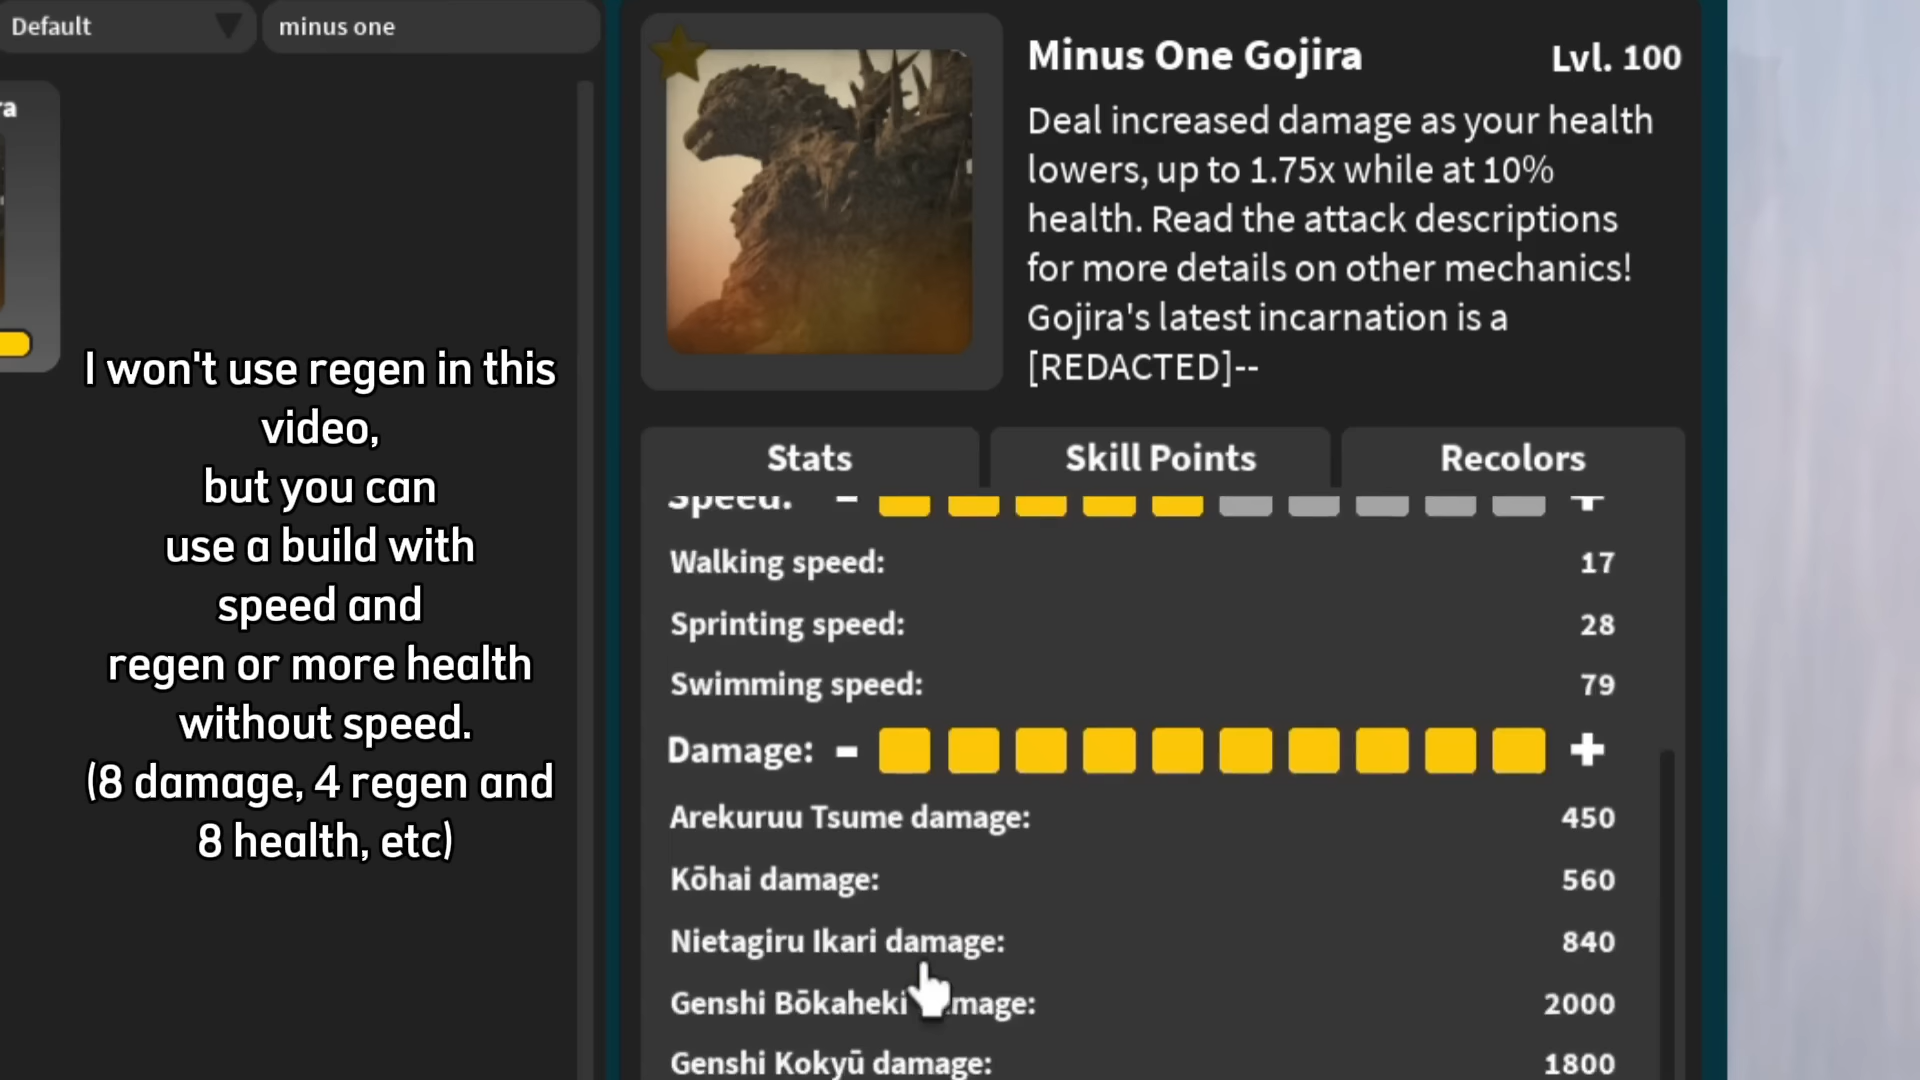 Default
minus one
ra
I won't use regen in this
video,
but you can
use a build with
speed and
regen or more health
without speed.
(8 damage, 4 regen and
8 health, etc)
Minus One Gojira
Lvl. 100
Deal increased damage as your health
lowers, up to 1.75x while at 10%
health. Read the attack descriptions
for more details on other mechanics!
Gojira's latest incarnation is a
[REDACTED]--
Stats
Skill Points
Recolors
Speed: - +
Walking speed: 17
Sprinting speed: 28
Swimming speed: 79
Damage: - +
Arekuruu Tsume damage: 450
Kōhai damage: 560
Nietagiru Ikari damage: 840
Genshi Bōkaheki mage: 2000
Genshi Kokyū damage: 1800